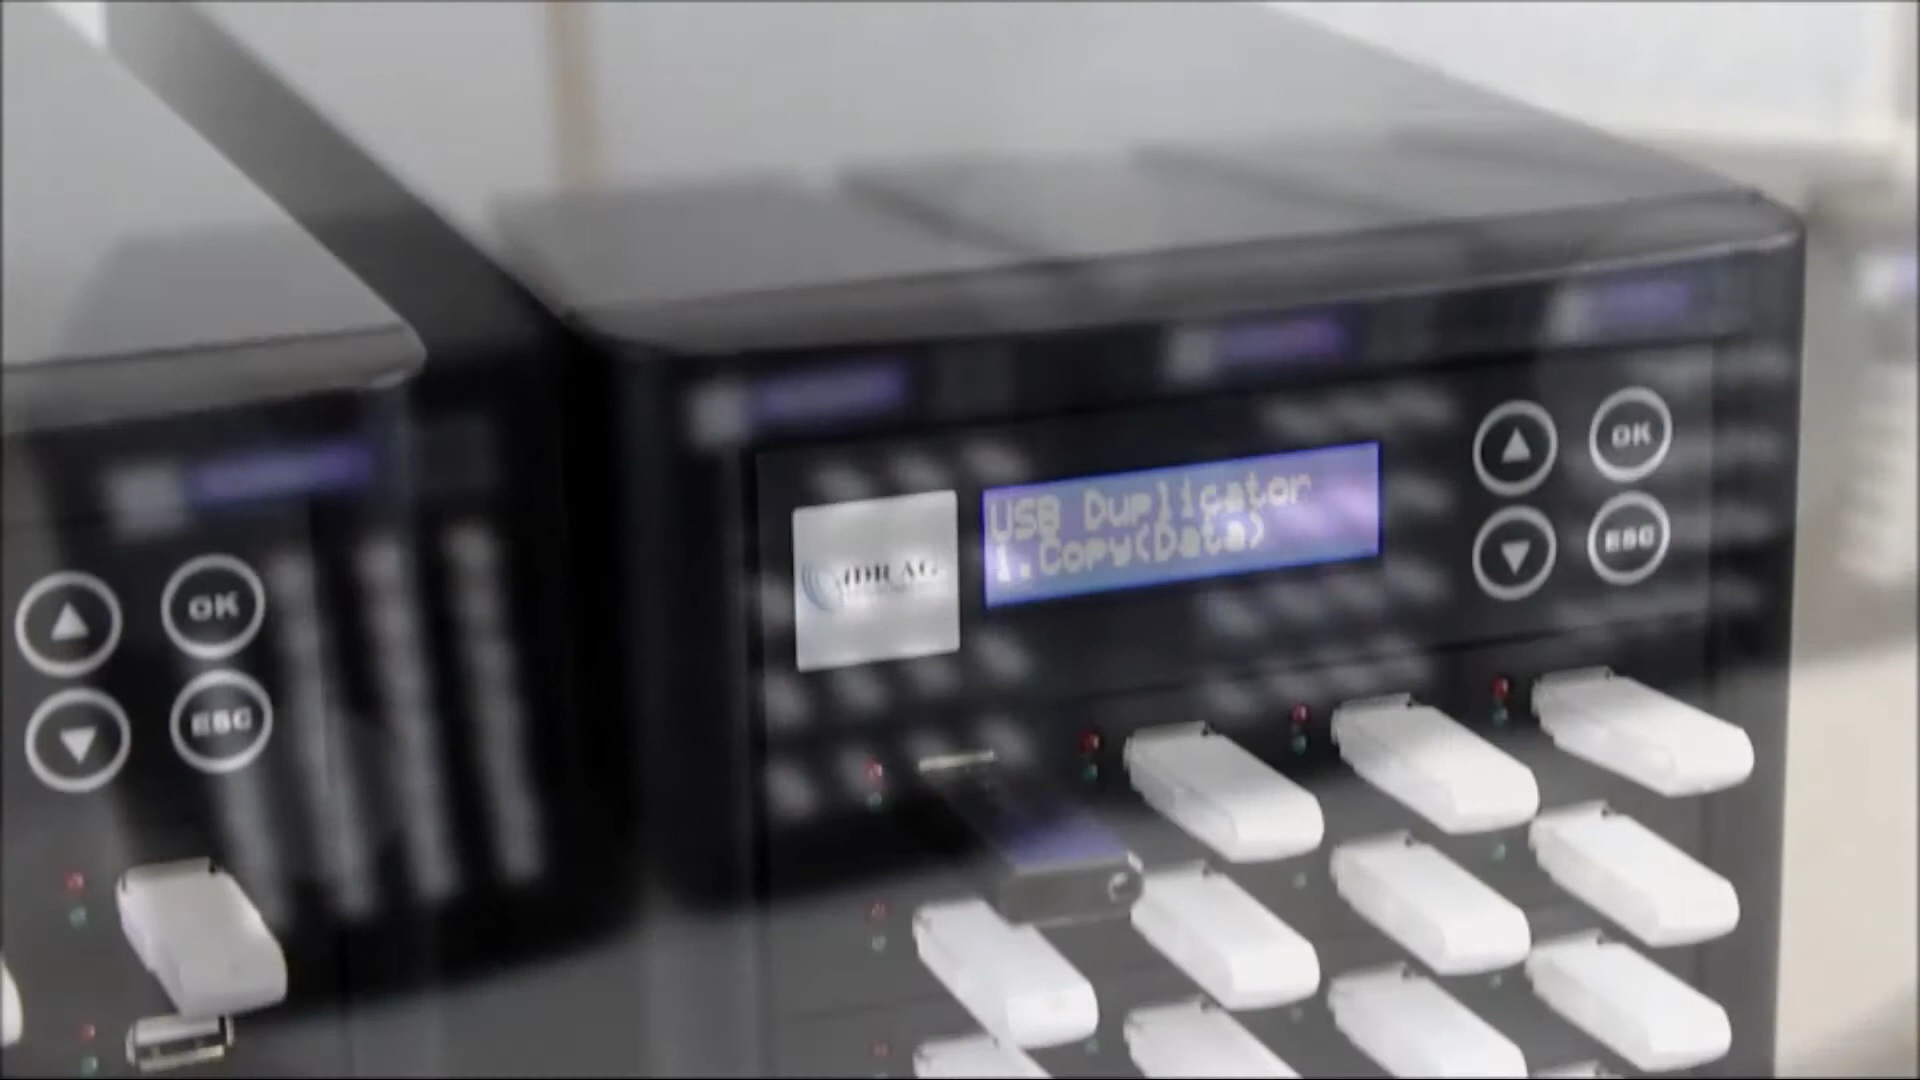 USB Duplicator
1.Copy(Data)
OK
ESC
OK
ESC